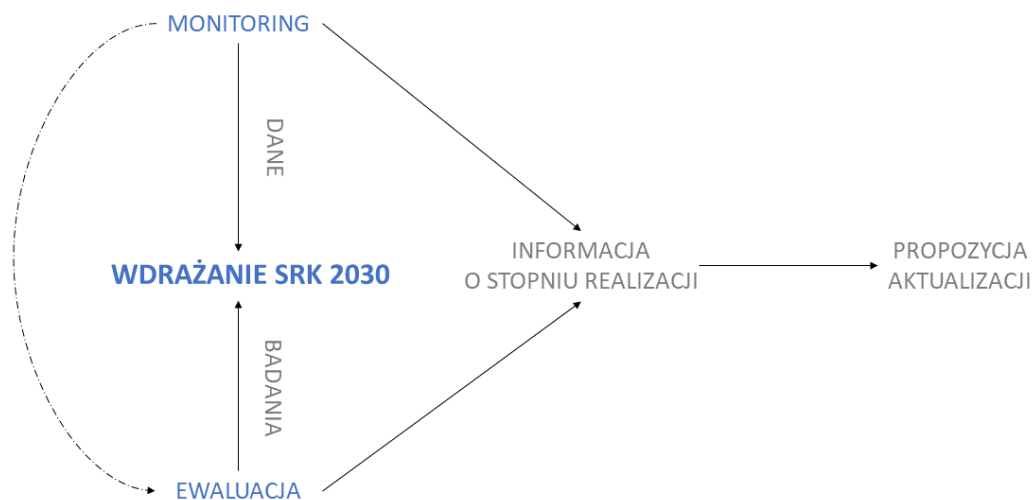 MONITORING
DANE
WDRAŻANIE SRK 2030
INFORMACJA
O STOPNIU REALIZACJI
PROPOZYCJA
AKTUALIZACJI
BADANIA
EWALUACJA